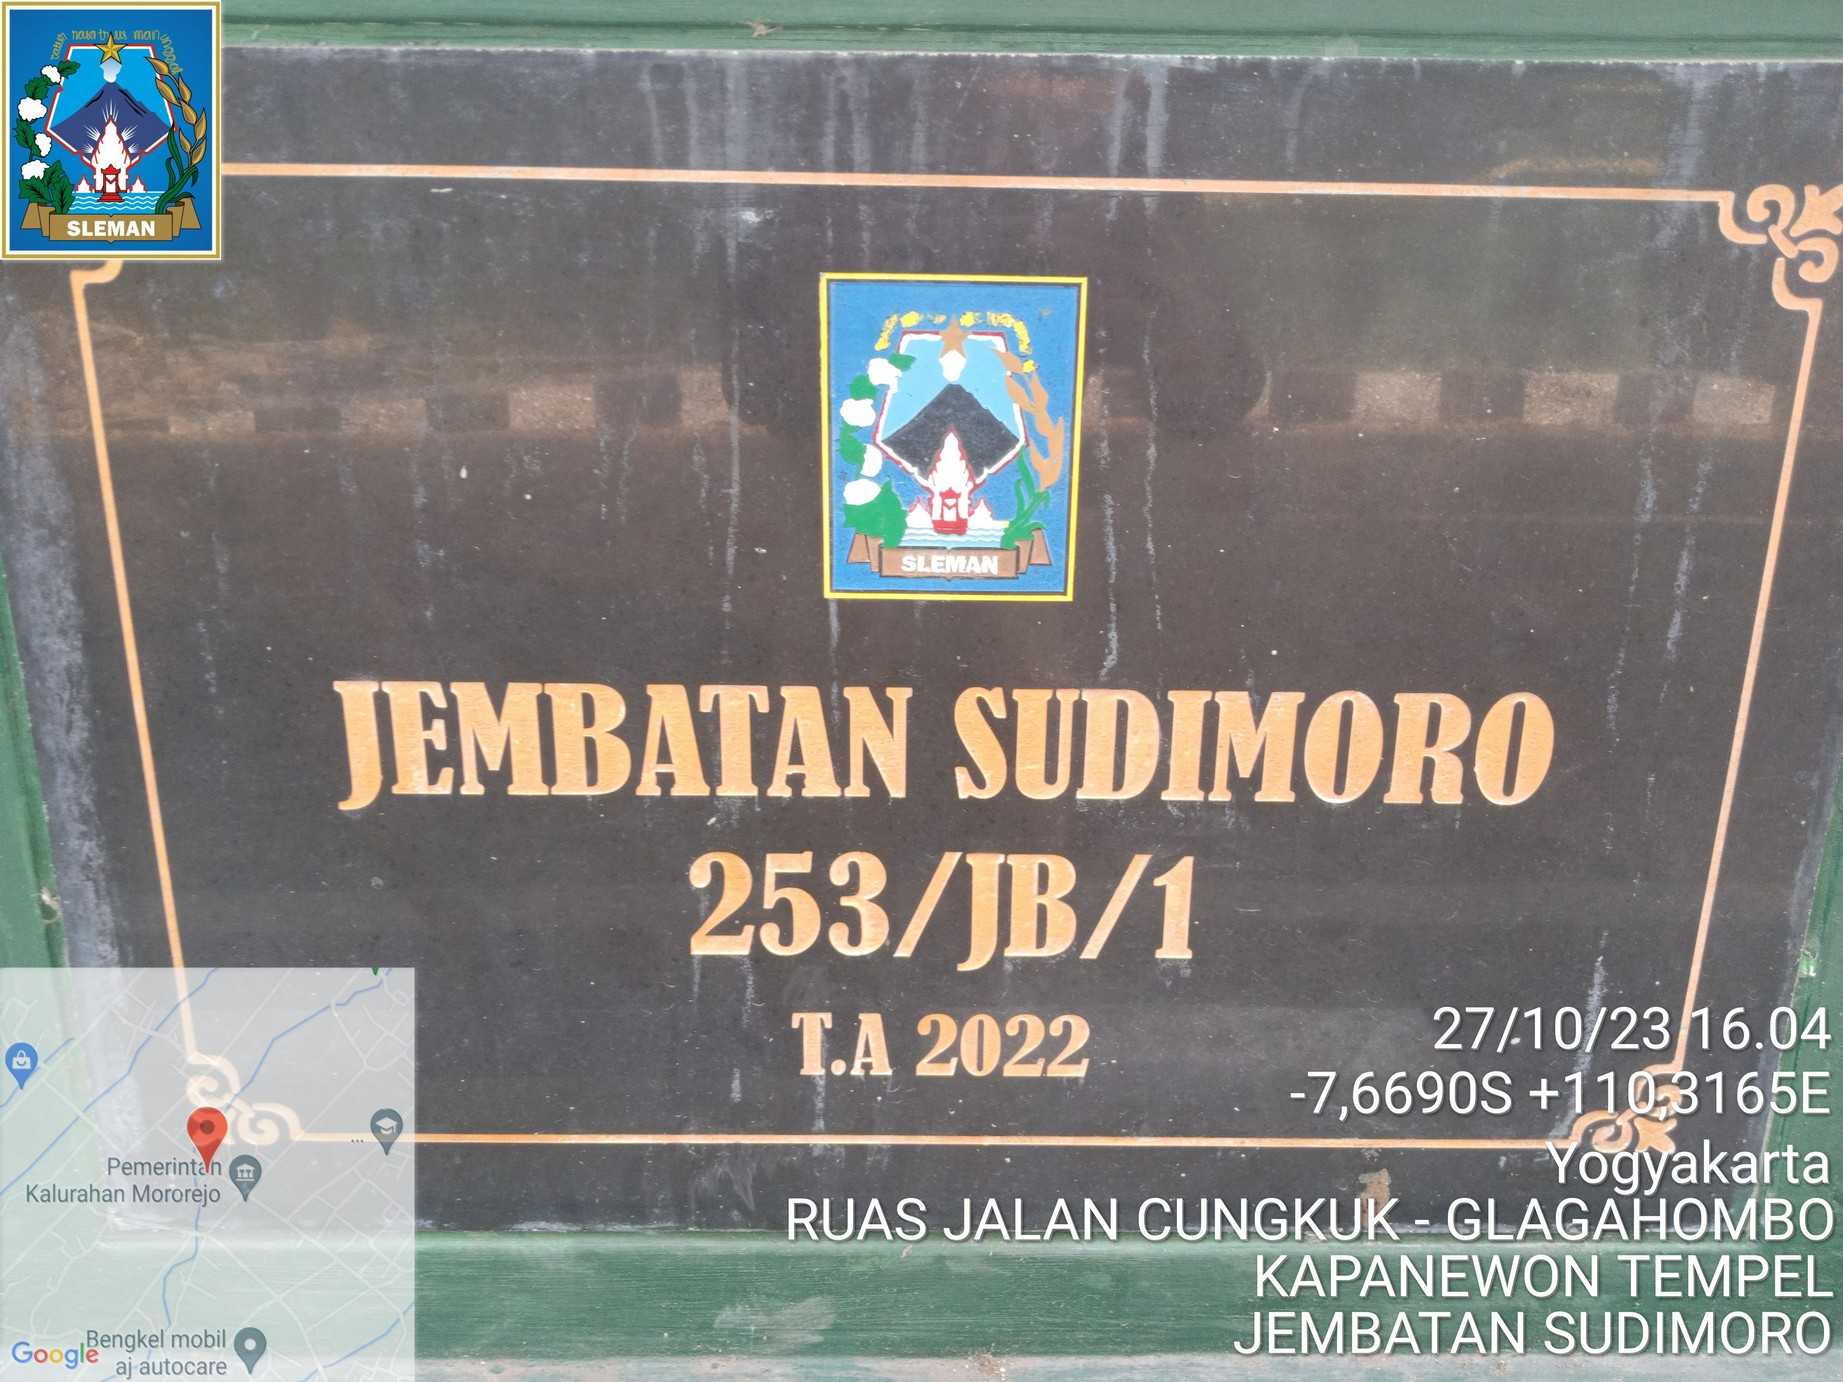 SLEMAN
SLEMAN
JEMBATAN SUDIMORO
253/JB/1
T.A 2022
27/10/23 16.04
-7,6690S +110,3165E
Yogyakarta
RUAS JALAN CUNGKUK - GLAGAHOMBO
KAPANEWON TEMPEL
JEMBATAN SUDIMORO
...
Pemerintah
Kalurahan Mororejo
Bengkel mobil
aj autocare
Google